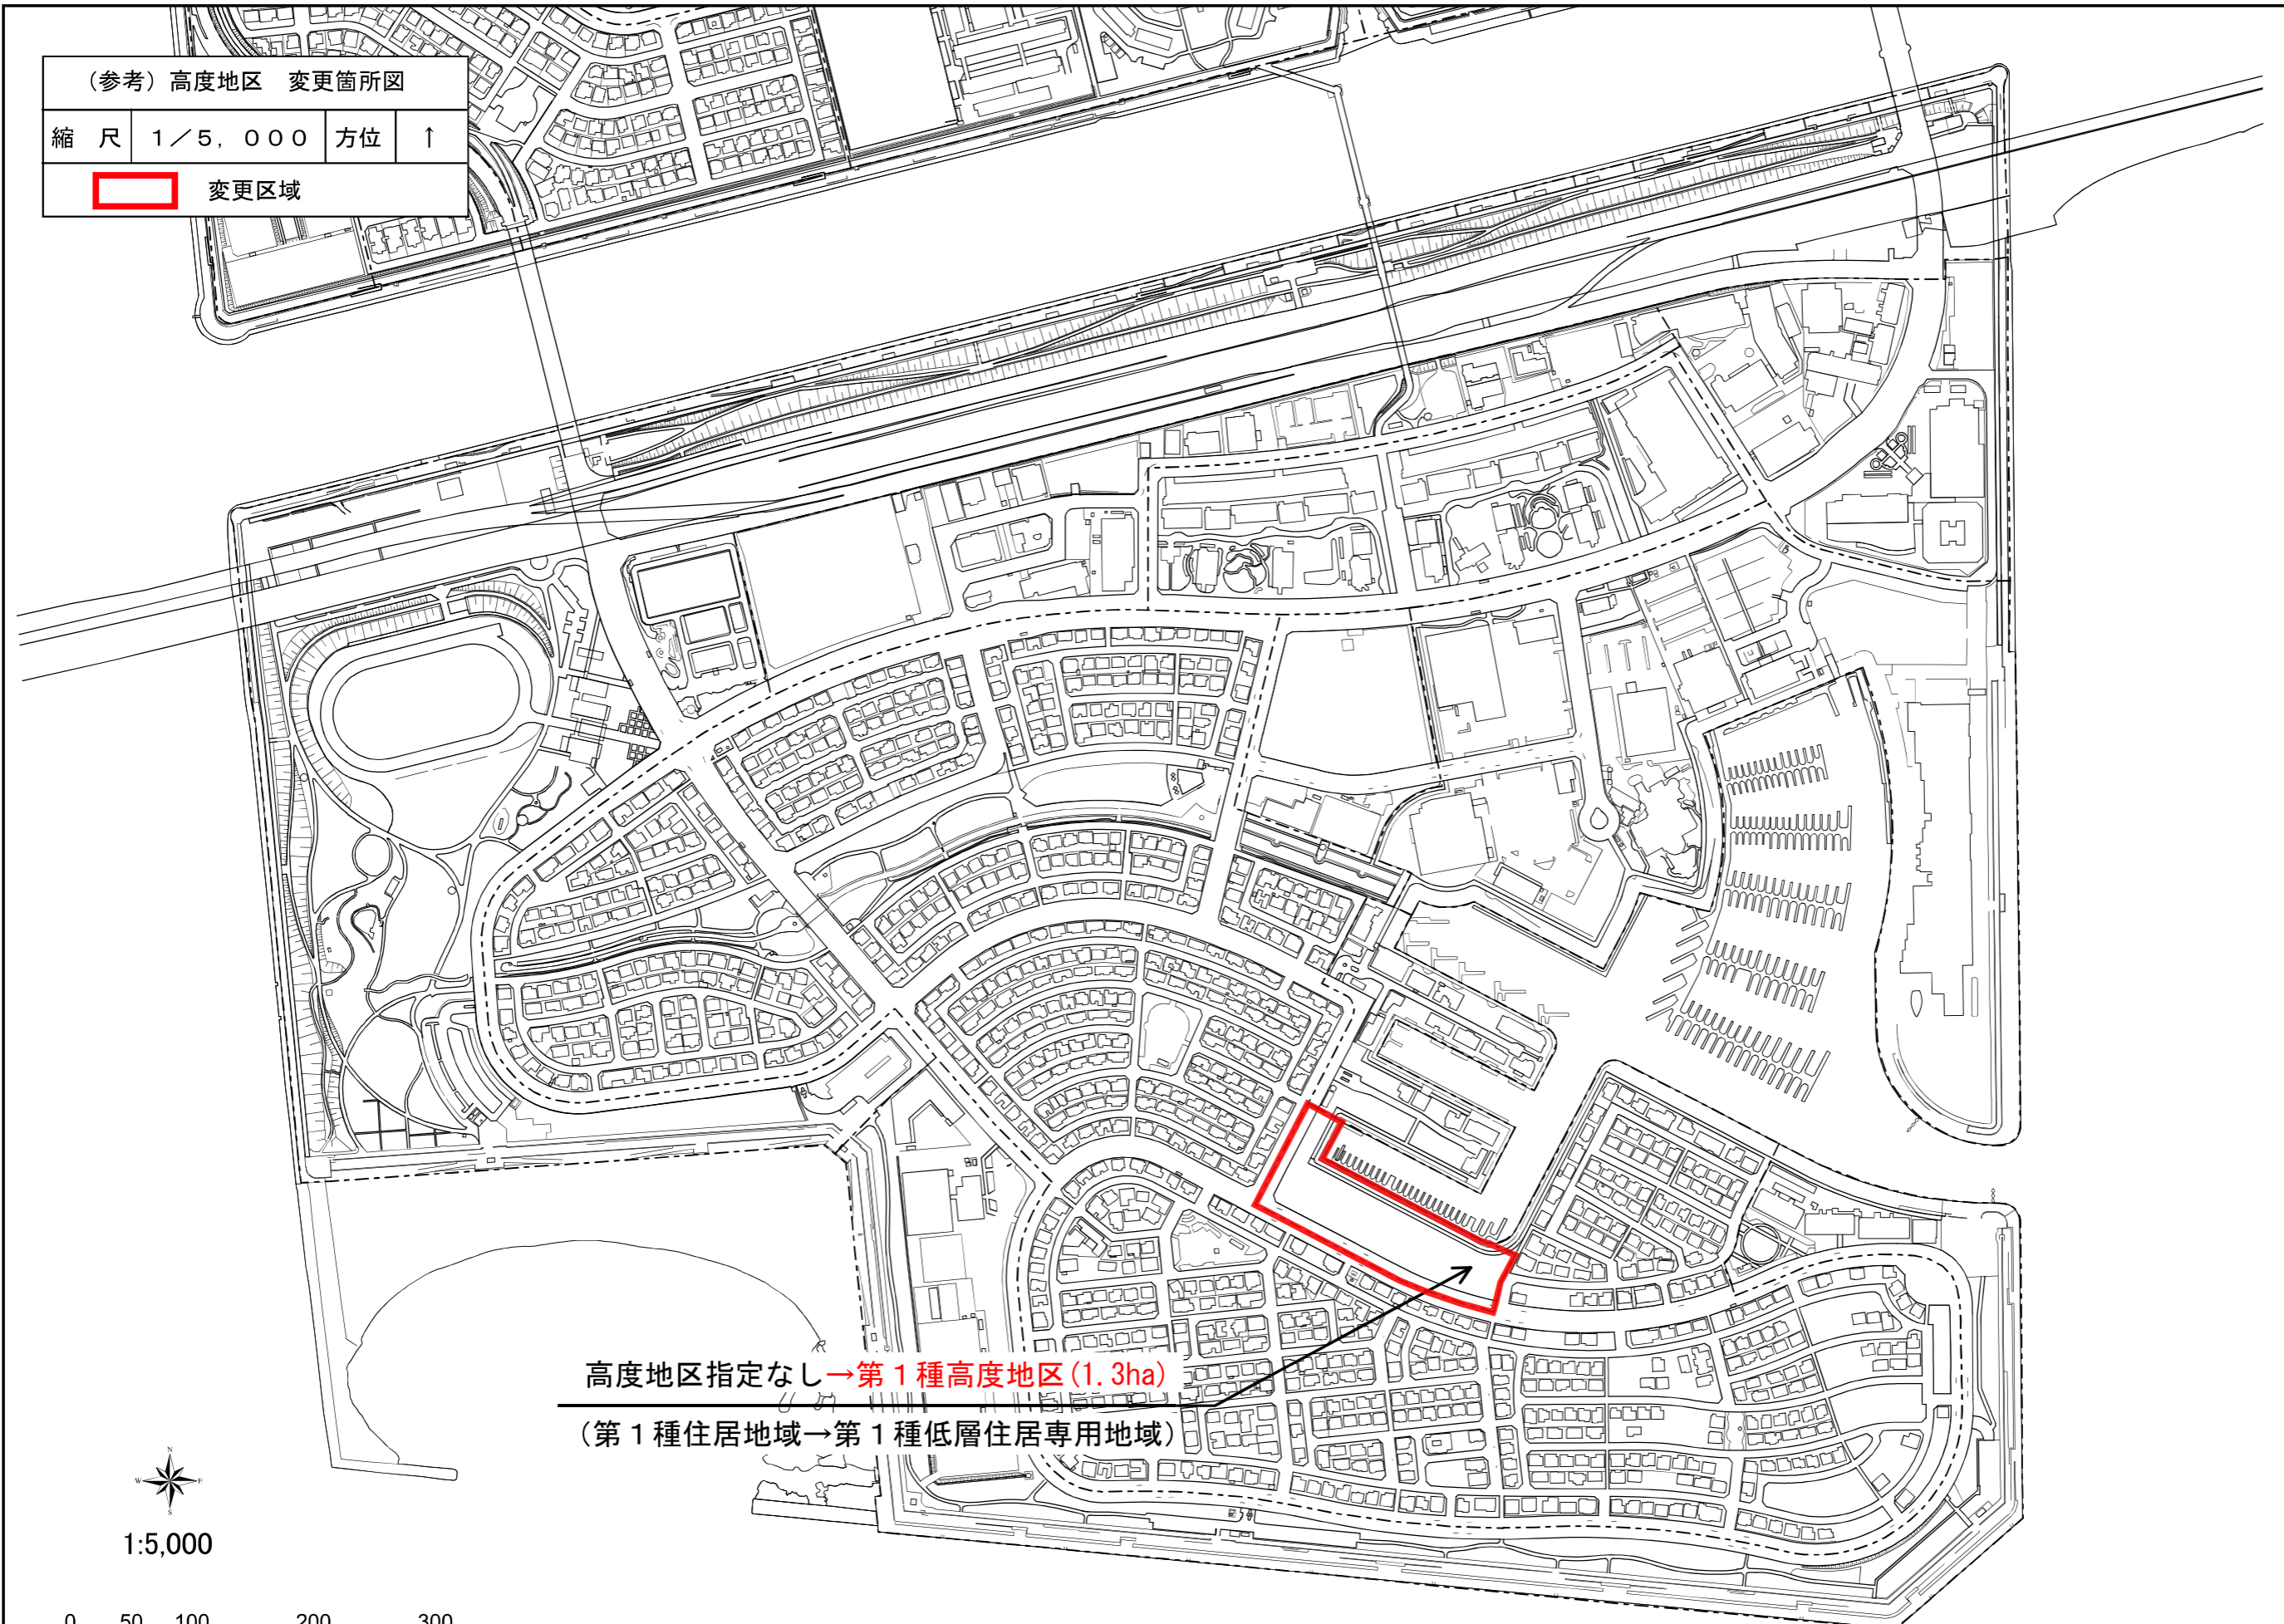 (参考)高度地区　変更箇所図
縮　尺　1/5,000　方位　↑
変更区域
高度地区指定なし→第1種高度地区(1.3ha)
(第1種住居地域→第1種低層住居専用地域)
N
W E
S
1:5,000
0 50 100 200 300